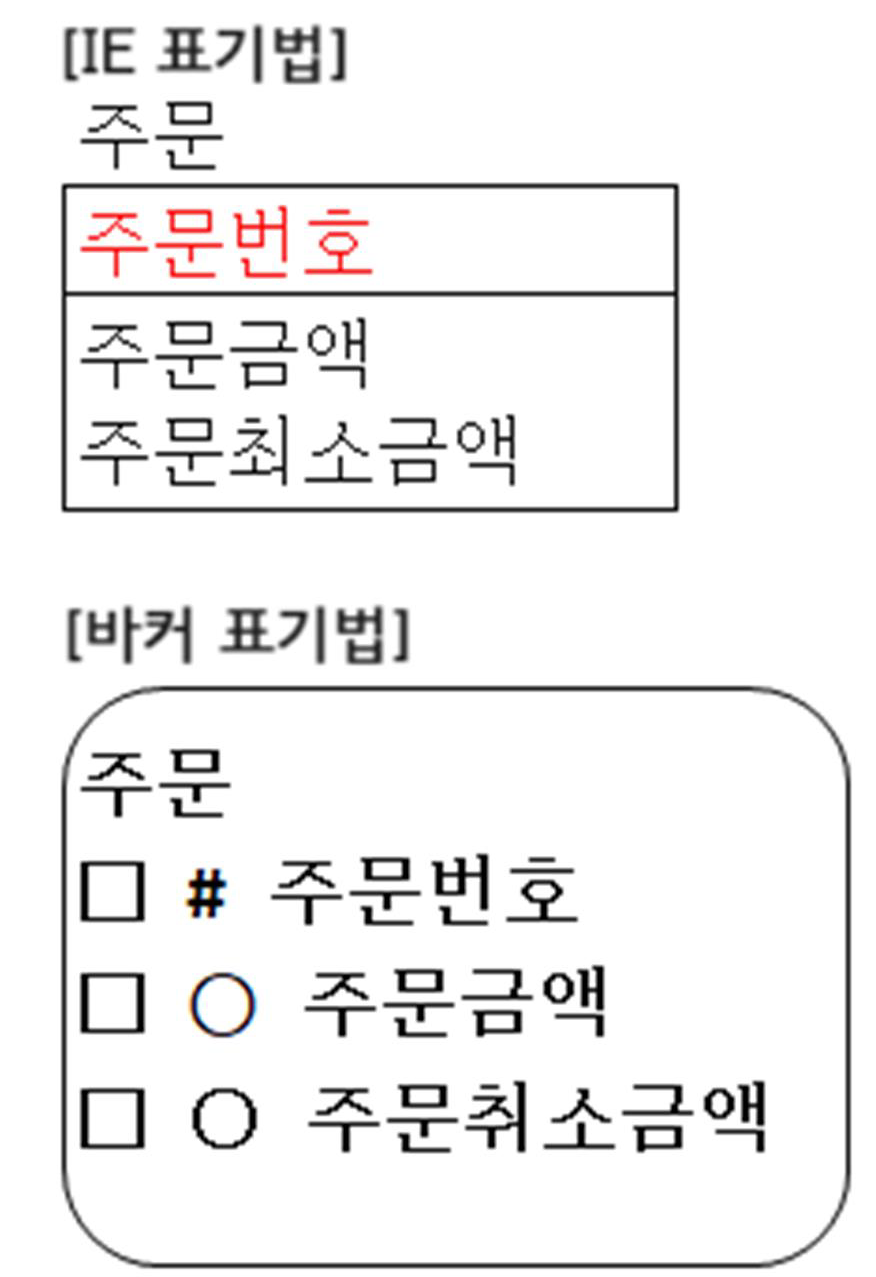 [IE 표기법]
주문
주문번호
주문금액
주문최소금액
[바커 표기법]
주문
□ # 주문번호
□ ○ 주문금액
□ ○ 주문취소금액